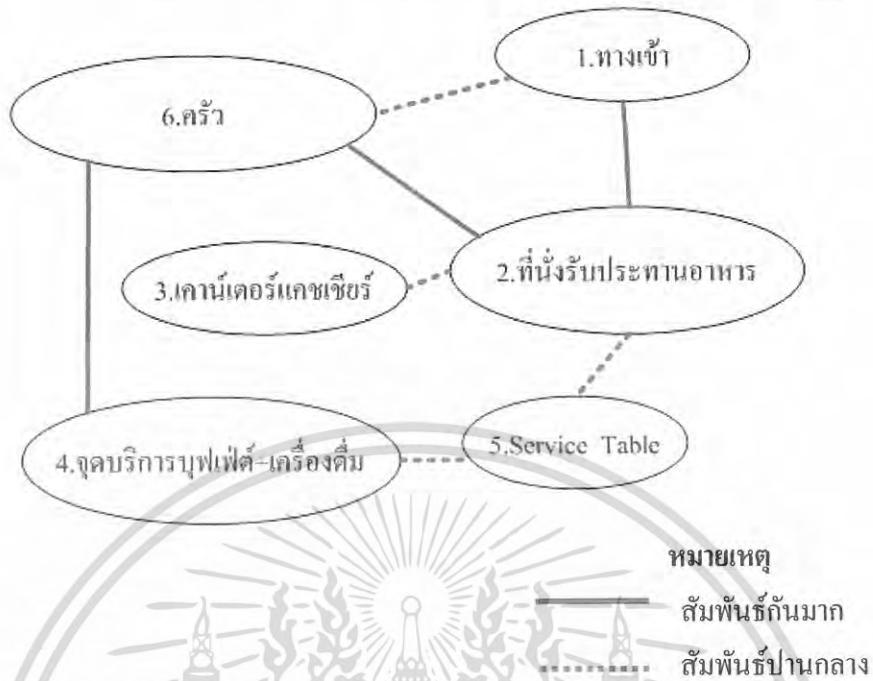 1.ทางเข้า
6.ครัว
2.ที่นั่งรับประทานอาหาร
3.เคาน์เตอร์แคชเชียร์
4.จุดบริการบุฟเฟ่ต์-เครื่องดื่ม
5.Service Table
หมายเหตุ
สัมพันธ์กันมาก
สัมพันธ์ปานกลาง